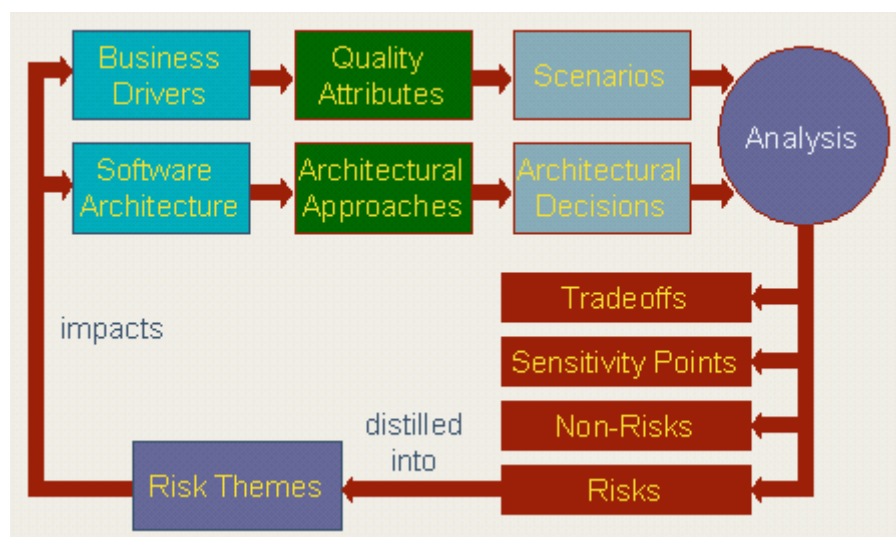 Business
Drivers
Quality
Attributes
Scenarios
Analysis
Software
Architecture
Architectural
Approaches
Architectural
Decisions
Tradeoffs
impacts
Sensitivity Points
distilled
into
Non-Risks
Risk Themes
Risks